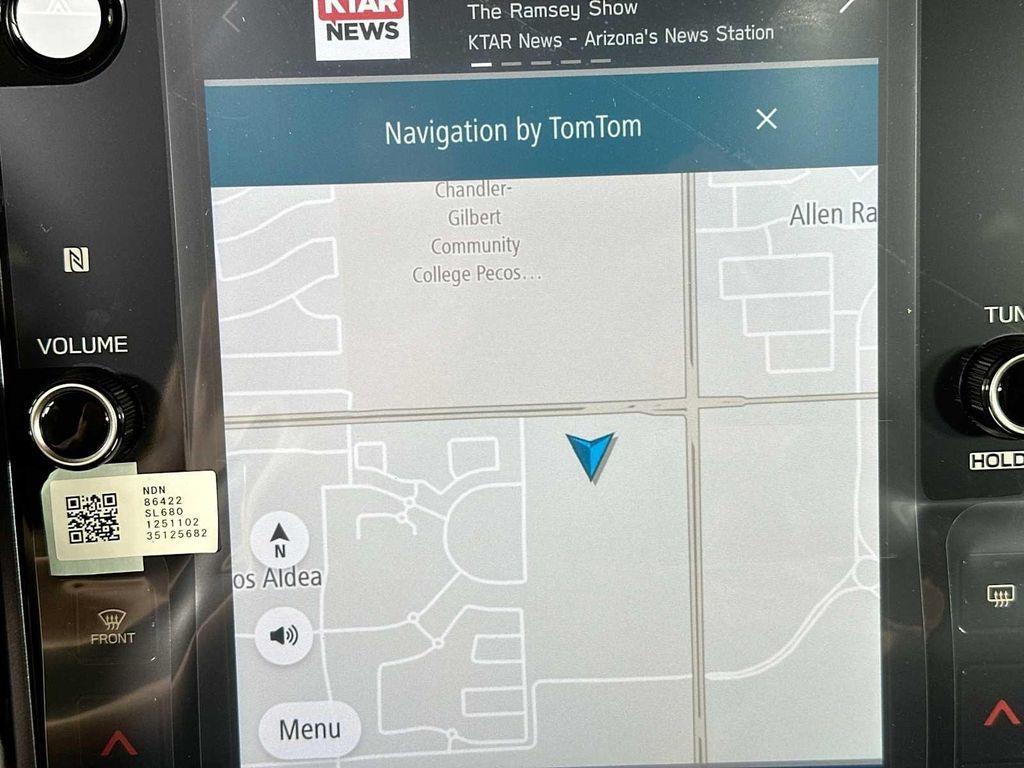 KTAR
NEWS
The Ramsey Show
KTAR News - Arizona's News Station
Navigation by TomTom
Chandler-
Gilbert
Community
College Pecos...
Allen Ra
N
VOLUME
TUN
HOLD
NDN
86422
SL680
1251102
35125682
N
os Aldea
FRONT
Menu